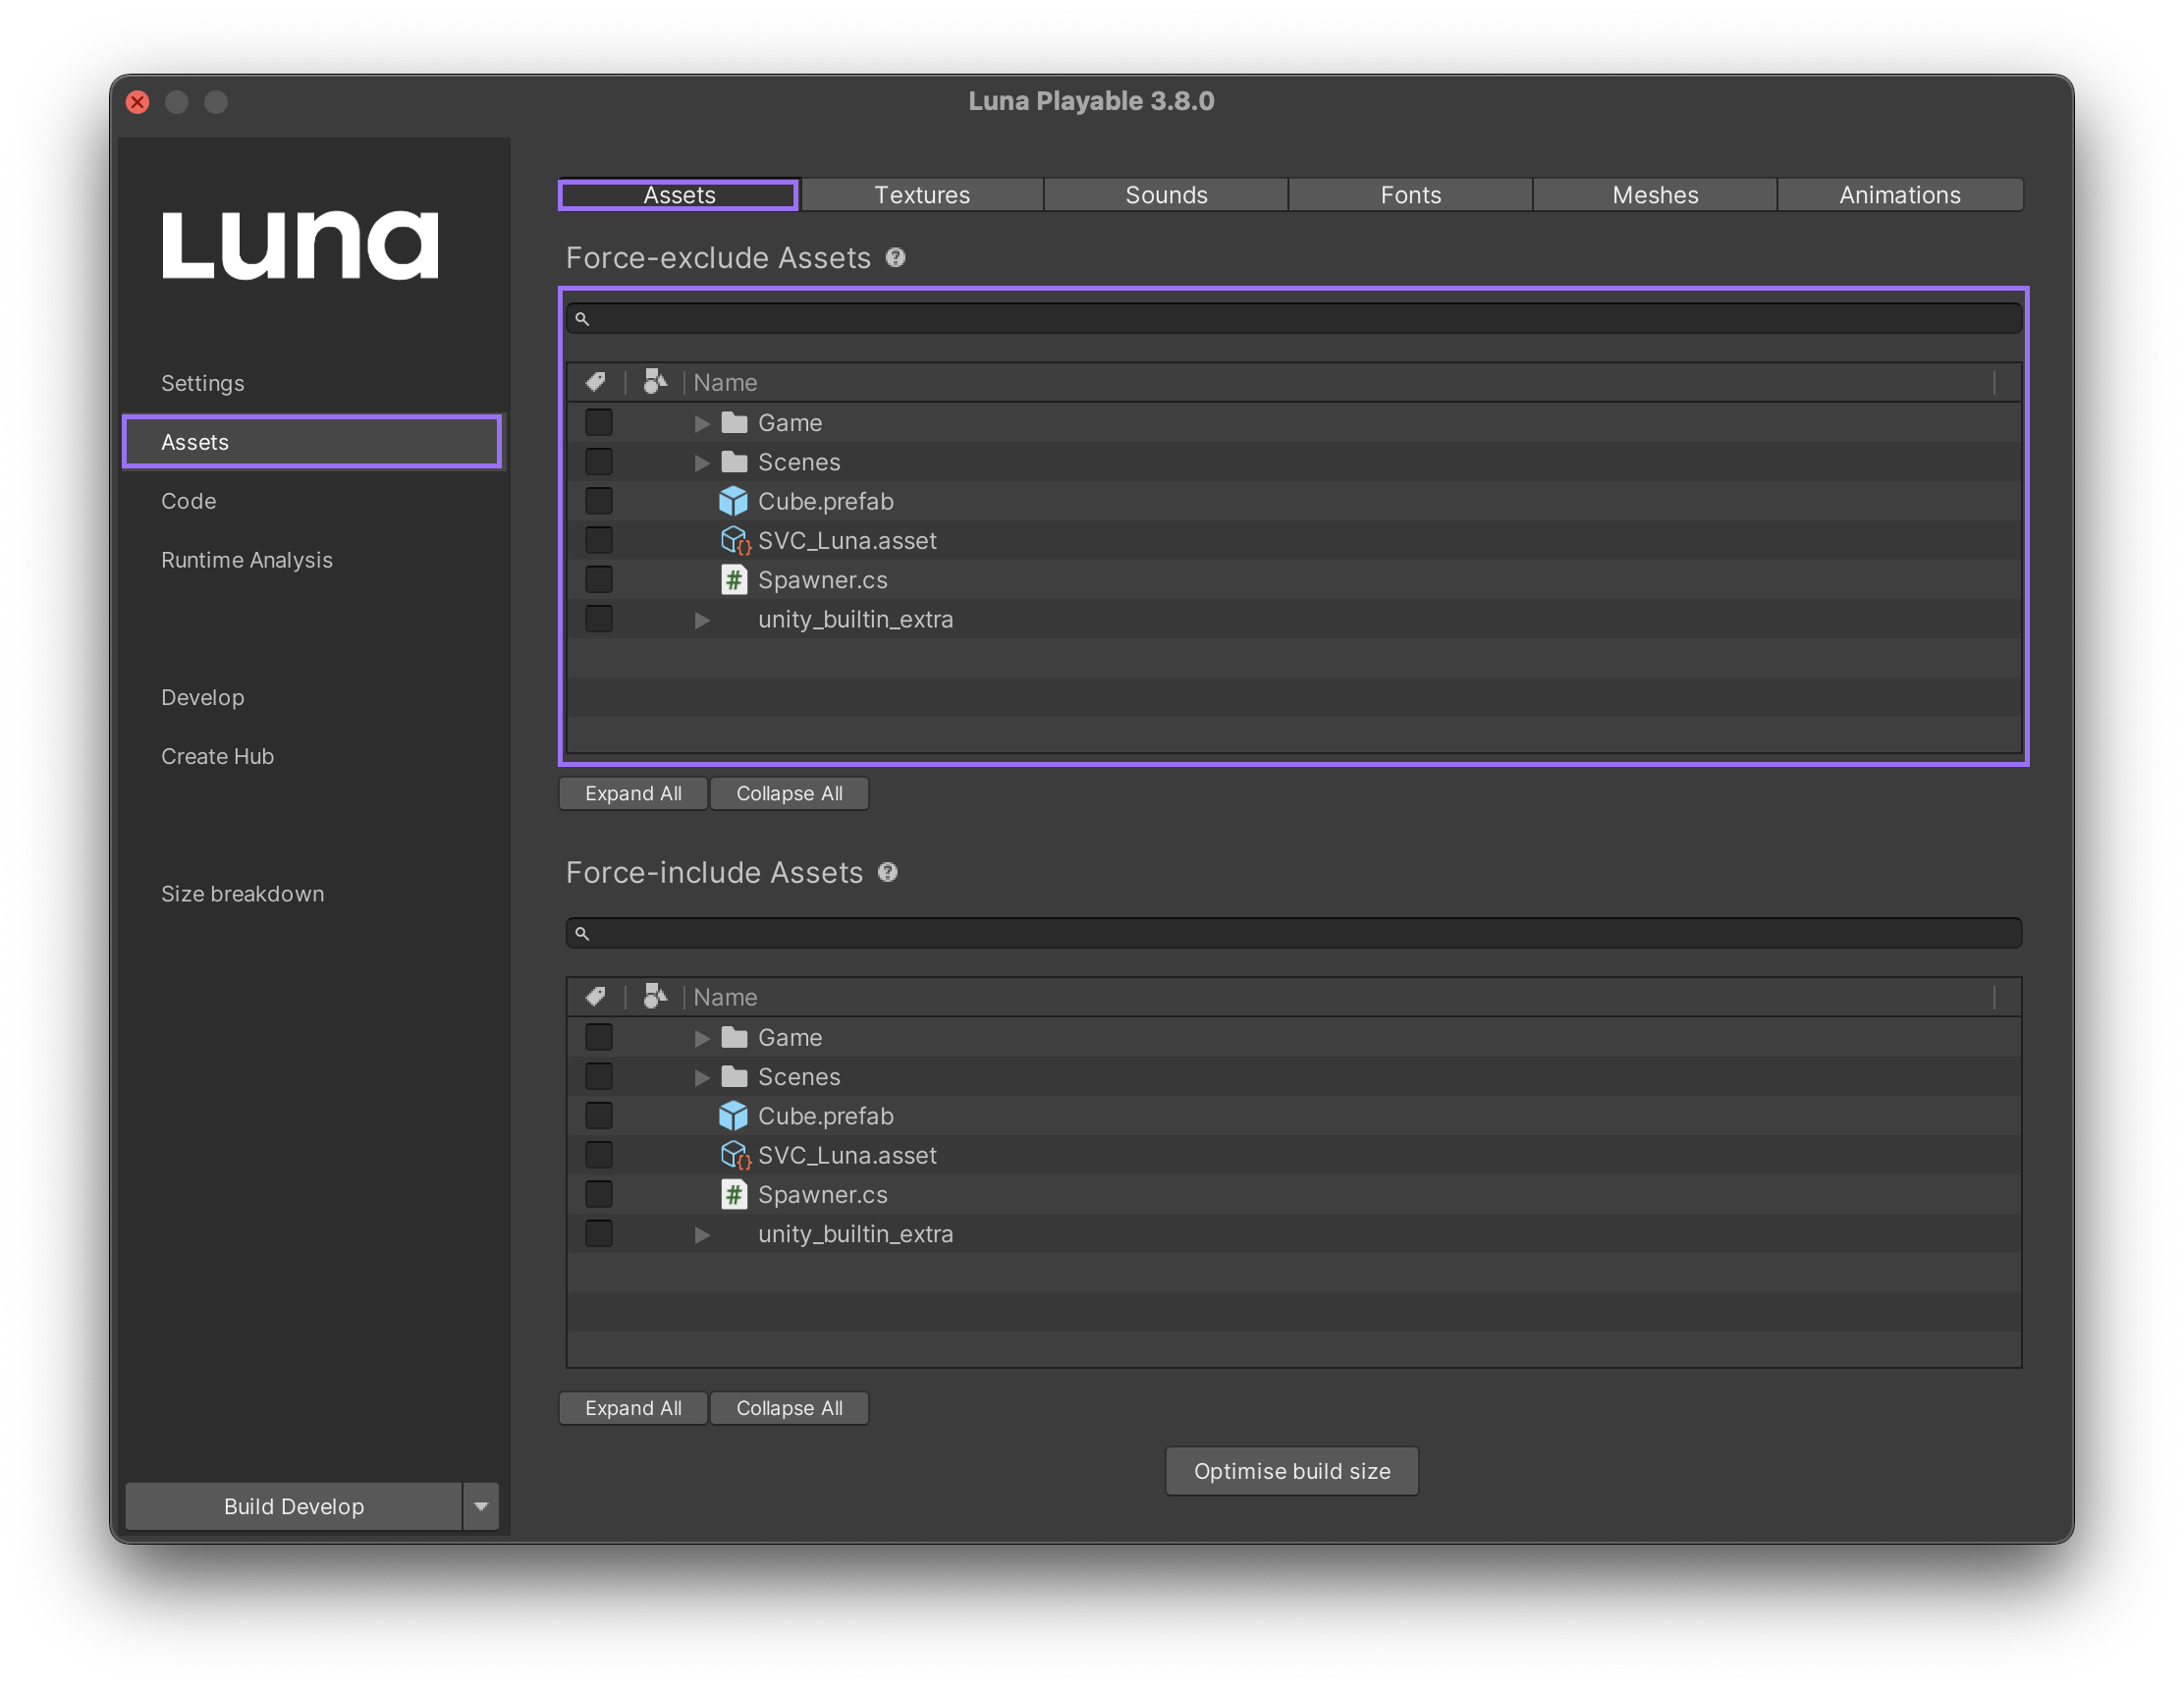 Luna Playable 3.8.0
Luna
Settings
Assets
Code
Runtime Analysis
Develop
Create Hub
Size breakdown
Build Develop
Assets Textures Sounds Fonts Meshes Animations
Force-exclude Assets ?
Name
Game
Scenes
Cube.prefab
SVC_Luna.asset
Spawner.cs
unity_builtin_extra
Expand All Collapse All
Force-include Assets ?
Name
Game
Scenes
Cube.prefab
SVC_Luna.asset
Spawner.cs
unity_builtin_extra
Expand All Collapse All
Optimise build size